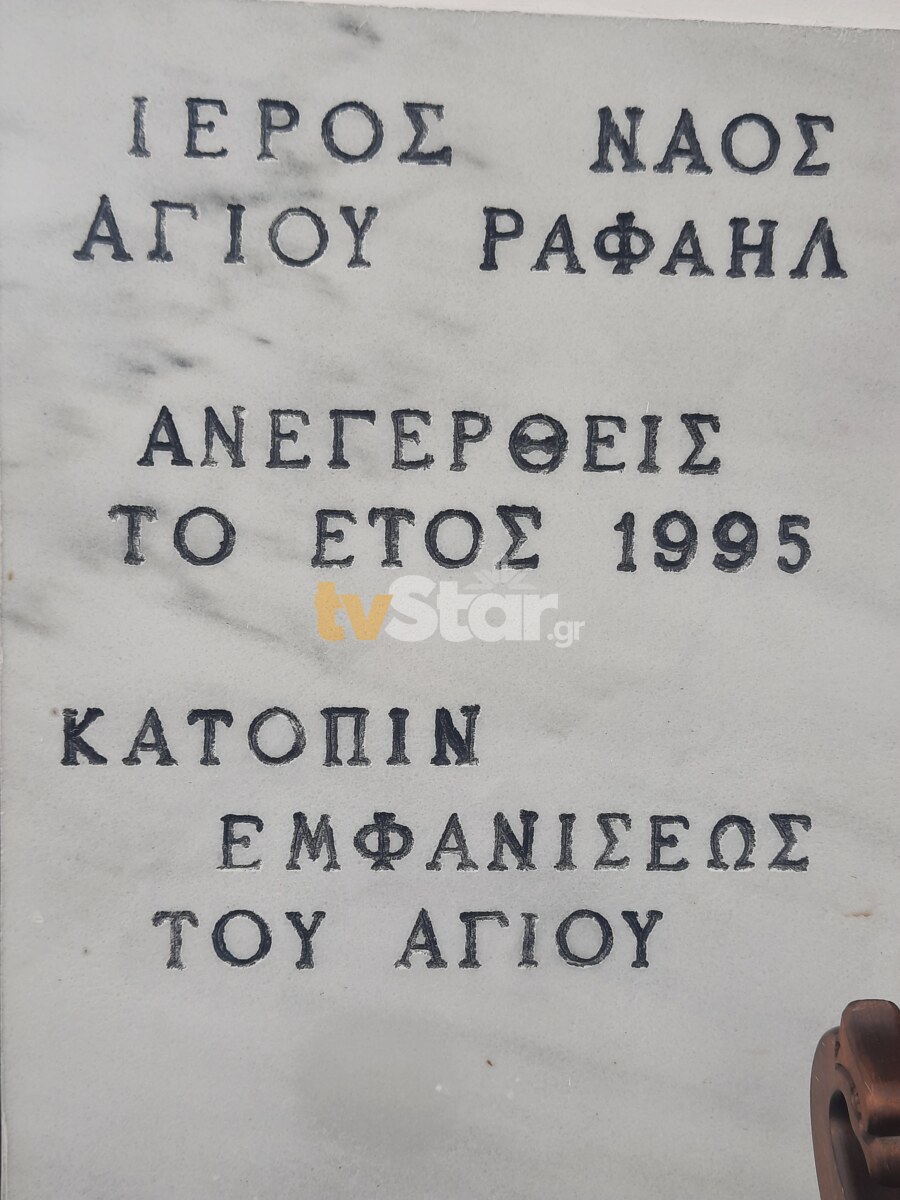 ΙΕΡΟΣ ΝΑΟΣ
ΑΓΙΟΥ ΡΑΦΑΗΛ
ΑΝΕΓΕΡΘΕΙΣ
ΤΟ ΕΤΟΣ 1995
tvStar.gr
ΚΑΤΟΠΙΝ
ΕΜΦΑΝΙΣΕΩΣ
ΤΟΥ ΑΓΙΟΥ